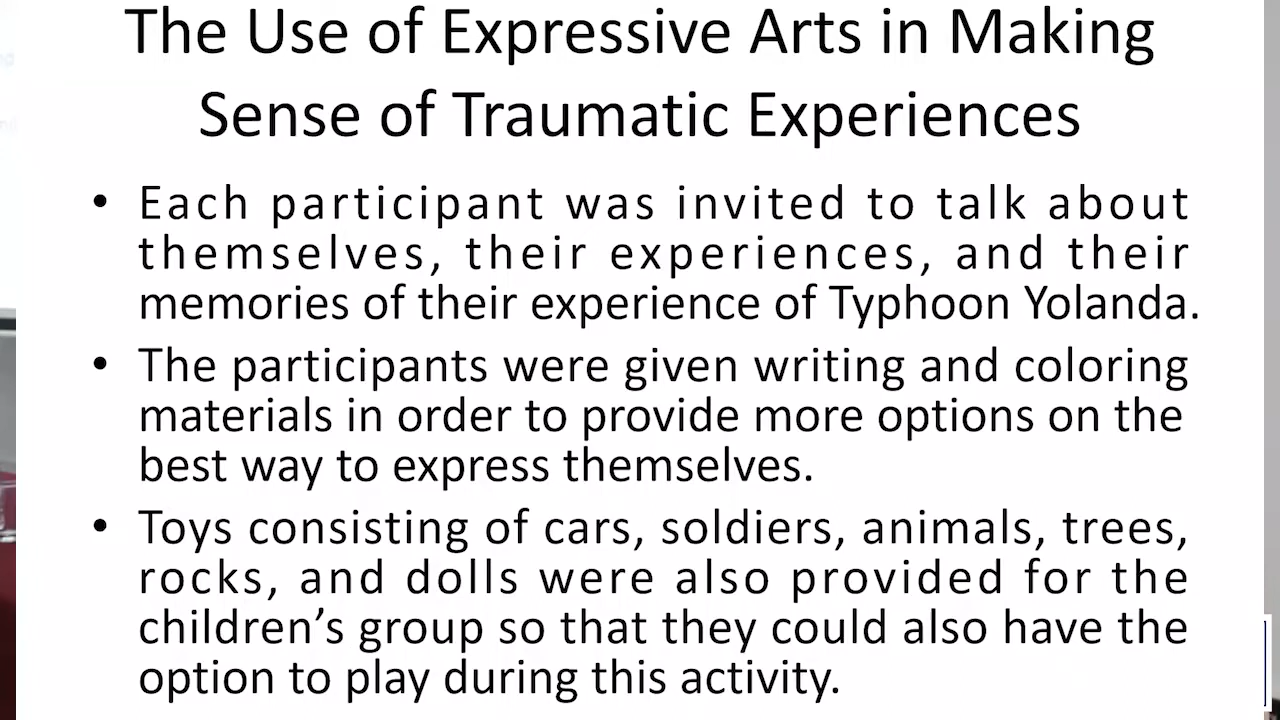 The Use of Expressive Arts in Making
Sense of Traumatic Experiences
• Each participant was invited to talk about
themselves, their experiences, and their
memories of their experience of Typhoon Yolanda.
• The participants were given writing and coloring
materials in order to provide more options on the
best way to express themselves.
• Toys consisting of cars, soldiers, animals, trees,
rocks, and dolls were also provided for the
children’s group so that they could also have the
option to play during this activity.